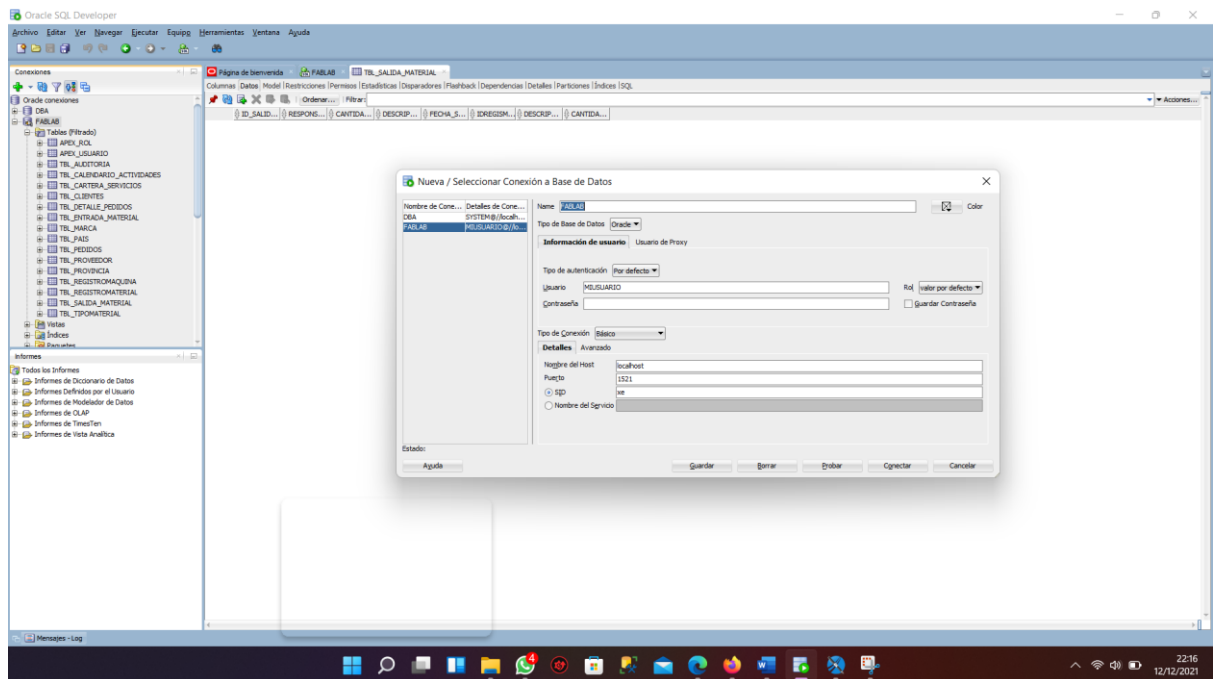 Oracle SQL Developer
Archivo Editar Ver Navegar Ejecutar Equipo Herramientas Ventana Ayuda
Conexiones
Oracle conexiones
DBA
FABLAB
Tablas (Filtrado)
APEX_ROL
APEX_USUARIO
TBL_AUDITORIA
TBL_CALENDARIO_ACTIVIDADES
TBL_CARTERA_SERVICIOS
TBL_CLIENTES
TBL_DETALLE_PEDIDOS
TBL_ENTRADA_MATERIAL
TBL_MARCA
TBL_PAIS
TBL_PEDIDOS
TBL_PROVEEDOR
TBL_PROVINCIA
TBL_REGISTROMAQUINA
TBL_REGISTROMATERIAL
TBL_SALIDA_MATERIAL
TBL_TIPOMATERIAL
Vistas
Índices
Paquetes
Informes
Todos los Informes
Informes de Diccionario de Datos
Informes Definidos por el Usuario
Informes de Modelador de Datos
Informes de OLAP
Informes de TimesTen
Informes de Vista Analítica
Mensajes - Log
Página de bienvenida FABLAB TBL_SALIDA_MATERIAL
Columnas Datos Model Restricciones Permisos Estadísticas Disparadores Flashback Dependencias Detalles Particiones Índices SQL
Ordenar... Filtrar: Acciones...
ID_SALID... RESPONS... CANTIDA... DESCRIP... FECHA_S... IDREGISM... DESCRIP... CANTIDA...
Nueva / Seleccionar Conexión a Base de Datos
Nombre de Cone... Detalles de Cone...
DBA SYSTEM@//localh...
FABLAB MIUSUARIO@//lo...
Name FABLAB Color
Tipo de Base de Datos Oracle
Información de usuario Usuario de Proxy
Tipo de autenticación Por defecto
Usuario MIUSUARIO Rol valor por defecto
Contraseña Guardar Contraseña
Tipo de Conexión Básico
Detalles Avanzado
Nombre del Host localhost
Puerto 1521
SID xe
Nombre del Servicio
Estado:
Ayuda Guardar Borrar Probar Conectar Cancelar
4
22:16
12/12/2021